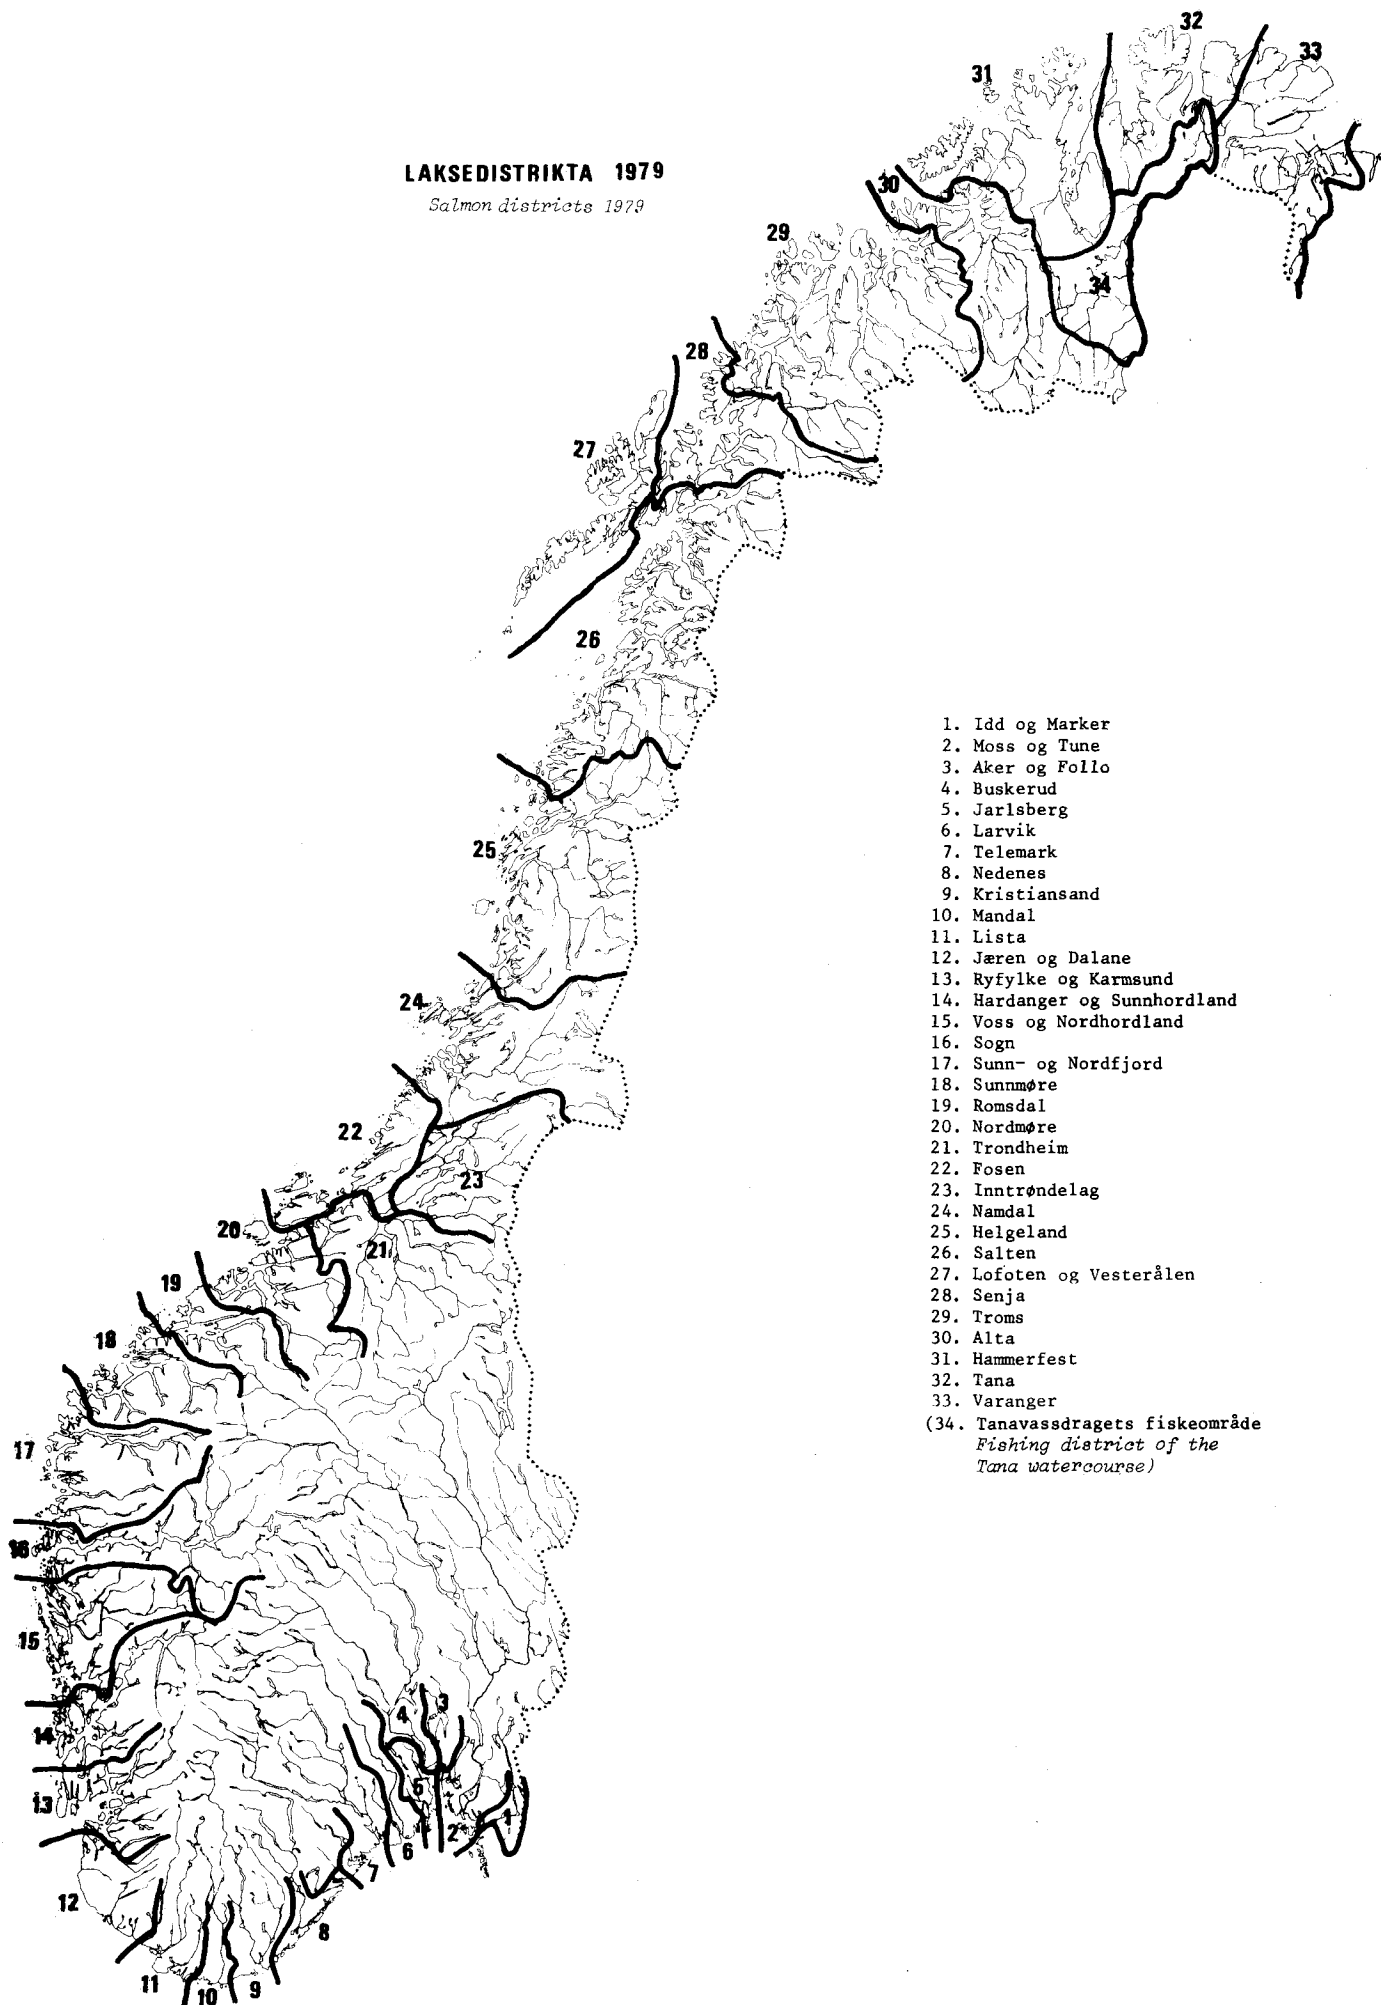 LAKSEDISTRIKTA 1979
Salmon districts 1979
32
33
31
30
34
29
28
27
26
25
24
22
23
20
21
19
18
17
16
15
14
13
12
11
10
9
8
7
6
5
4
3
2
1
1. Idd og Marker
2. Moss og Tune
3. Aker og Follo
4. Buskerud
5. Jarlsberg
6. Larvik
7. Telemark
8. Nedenes
9. Kristiansand
10. Mandal
11. Lista
12. Jæren og Dalane
13. Ryfylke og Karmsund
14. Hardanger og Sunnhordland
15. Voss og Nordhordland
16. Sogn
17. Sunn- og Nordfjord
18. Sunnmøre
19. Romsdal
20. Nordmøre
21. Trondheim
22. Fosen
23. Inntrøndelag
24. Namdal
25. Helgeland
26. Salten
27. Lofoten og Vesterålen
28. Senja
29. Troms
30. Alta
31. Hammerfest
32. Tana
33. Varanger
(34. Tanavassdragets fiskeområde
Fishing district of the
Tana watercourse)